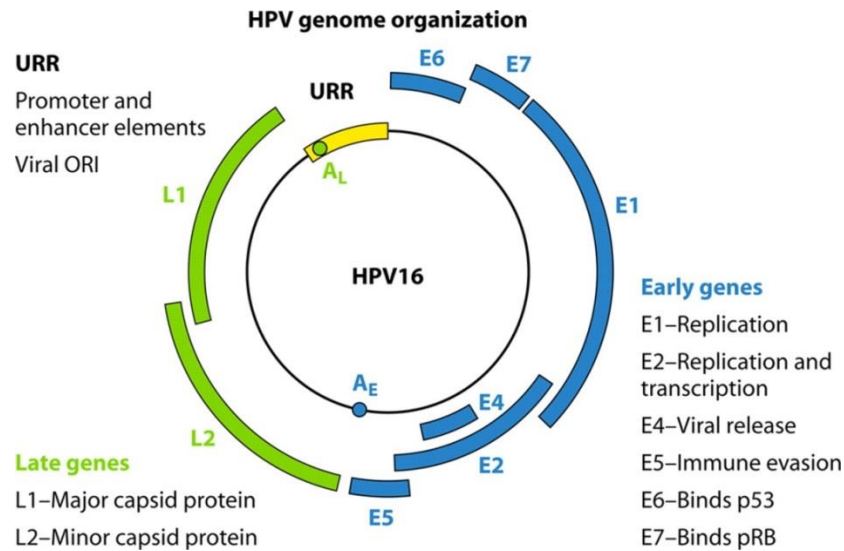 HPV genome organization
URR
Promoter and
enhancer elements
Viral ORI
URR
E6
E7
A_L
L1
E1
HPV16
A_E
E4
L2
E2
E5
Early genes
E1–Replication
E2–Replication and
transcription
E4–Viral release
E5–Immune evasion
E6–Binds p53
E7–Binds pRB
Late genes
L1–Major capsid protein
L2–Minor capsid protein